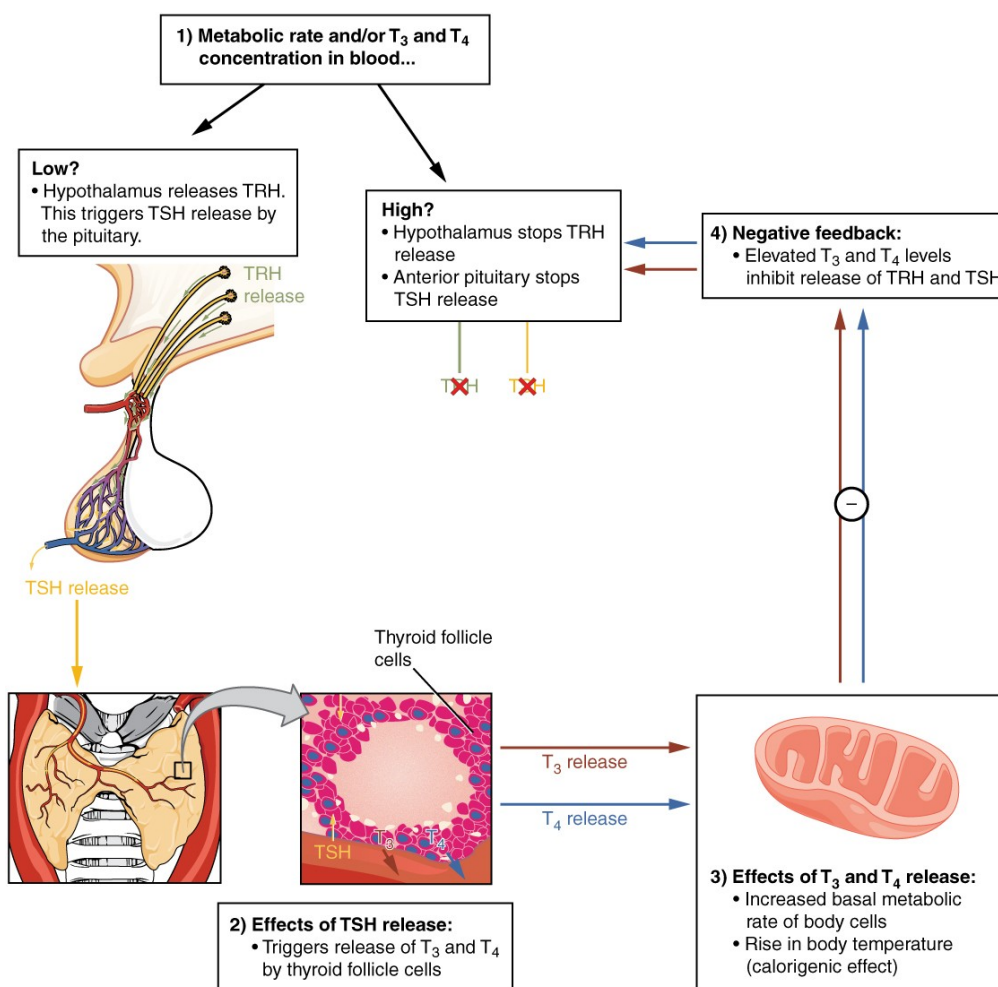 1) Metabolic rate and/or T₃ and T₄
concentration in blood...
Low?
• Hypothalamus releases TRH.
This triggers TSH release by
the pituitary.
High?
• Hypothalamus stops TRH
release
• Anterior pituitary stops
TSH release
4) Negative feedback:
• Elevated T₃ and T₄ levels
inhibit release of TRH and TSH
TRH
release
TRH
TSH
−
TSH release
Thyroid follicle
cells
T₃ release
T₄ release
TSH
T₃
T₄
2) Effects of TSH release:
• Triggers release of T₃ and T₄
by thyroid follicle cells
3) Effects of T₃ and T₄ release:
• Increased basal metabolic
rate of body cells
• Rise in body temperature
(calorigenic effect)